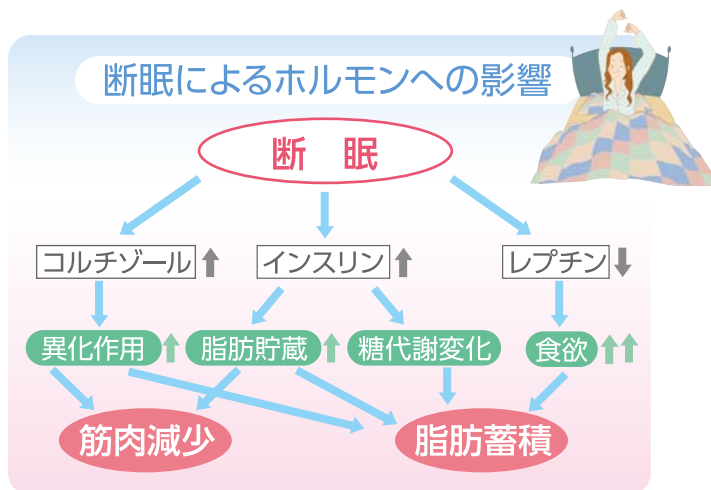 断眠によるホルモンへの影響
断 眠
コルチゾール
インスリン
レプチン
異化作用
脂肪貯蔵
糖代謝変化
食欲
筋肉減少
脂肪蓄積